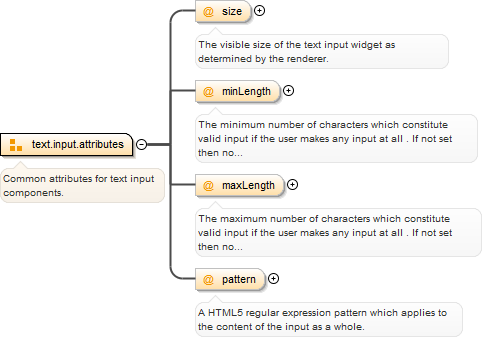 @ size
The visible size of the text input widget as
determined by the renderer.
@ minLength
The minimum number of characters which constitute
valid input if the user makes any input at all . If not set
then no...
text.input.attributes
Common attributes for text input
components.
@ maxLength
The maximum number of characters which constitute
valid input if the user makes any input at all . If not set
then no...
@ pattern
A HTML5 regular expression pattern which applies to
the content of the input as a whole.